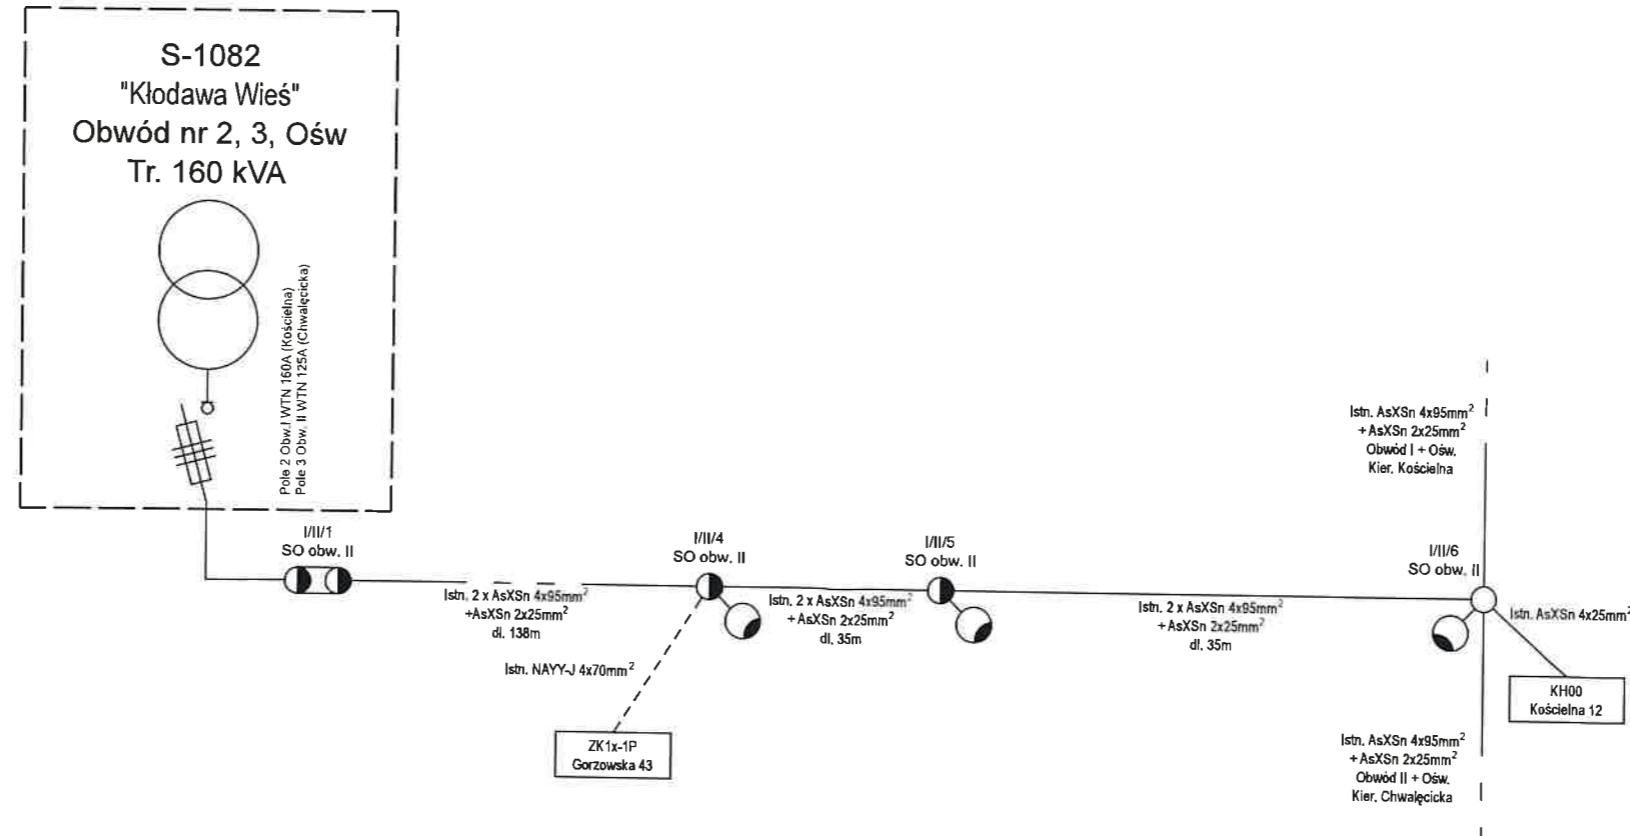 S-1082
"Kłodawa Wieś"
Obwód nr 2, 3, Ośw
Tr. 160 kVA
Pole 2 Obw.I WTN 160A (Kościelna)
Pole 3 Obw. II WTN 125A (Chwalęcicka)
I/II/1
SO obw. II
Istn. 2 x AsXSn 4x95mm²
+AsXSn 2x25mm²
dł. 138m
I/II/4
SO obw. II
Istn. NAYY-J 4x70mm²
ZK1x-1P
Gorzowska 43
Istn. 2 x AsXSn 4x95mm²
+AsXSn 2x25mm²
dł. 35m
I/II/5
SO obw. II
Istn. 2 x AsXSn 4x95mm²
+AsXSn 2x25mm²
dł. 35m
Istn. AsXSn 4x95mm²
+AsXSn 2x25mm²
Obwód I + Ośw.
Kier. Kościelna
I/II/6
SO obw. II
Istn. AsXSn 4x25mm²
KH00
Kościelna 12
Istn. AsXSn 4x95mm²
+AsXSn 2x25mm²
Obwód II + Ośw.
Kier. Chwalęcicka